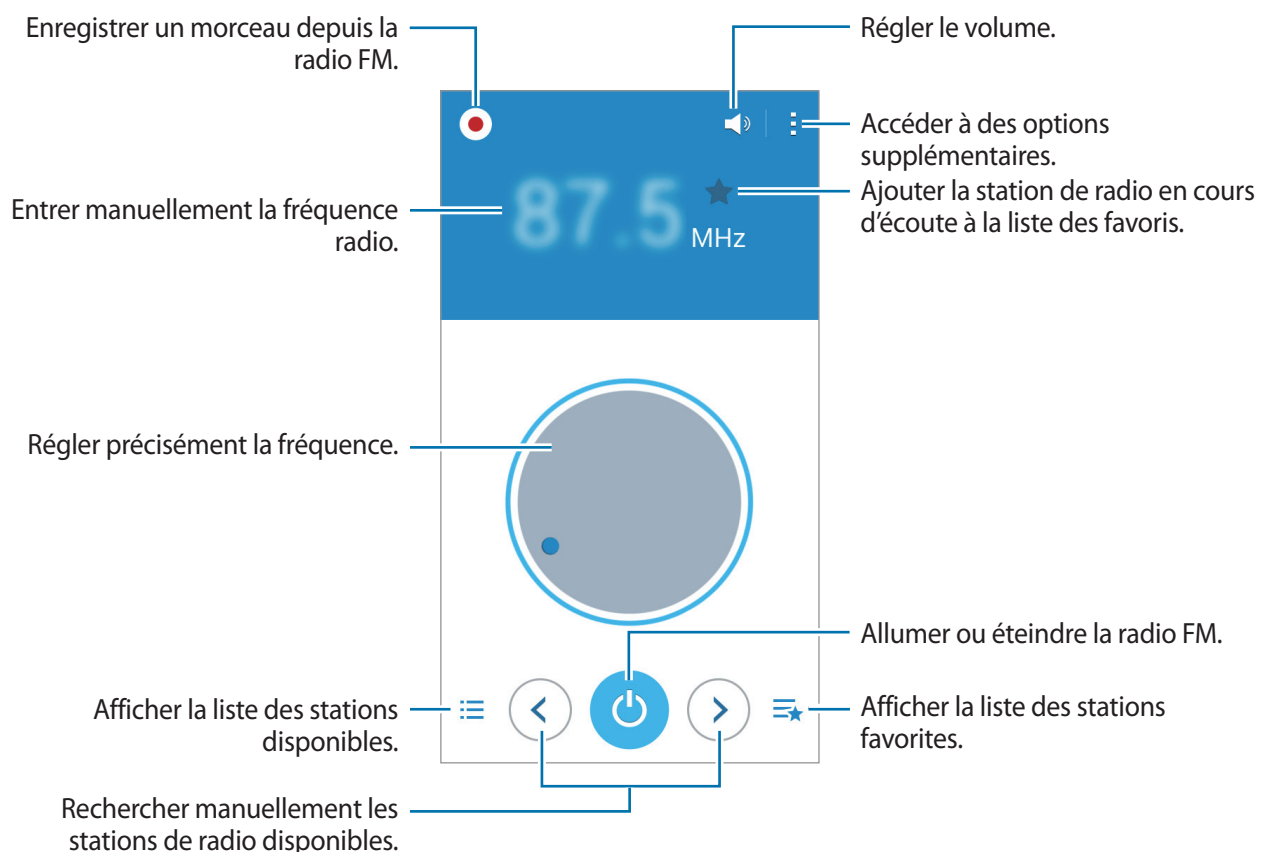 Enregistrer un morceau depuis la
radio FM.
Régler le volume.
Accéder à des options
supplémentaires.
Ajouter la station de radio en cours
d’écoute à la liste des favoris.
Entrer manuellement la fréquence
radio.
87.5
MHz
Régler précisément la fréquence.
Allumer ou éteindre la radio FM.
Afficher la liste des stations
disponibles.
Afficher la liste des stations
favorites.
Rechercher manuellement les
stations de radio disponibles.